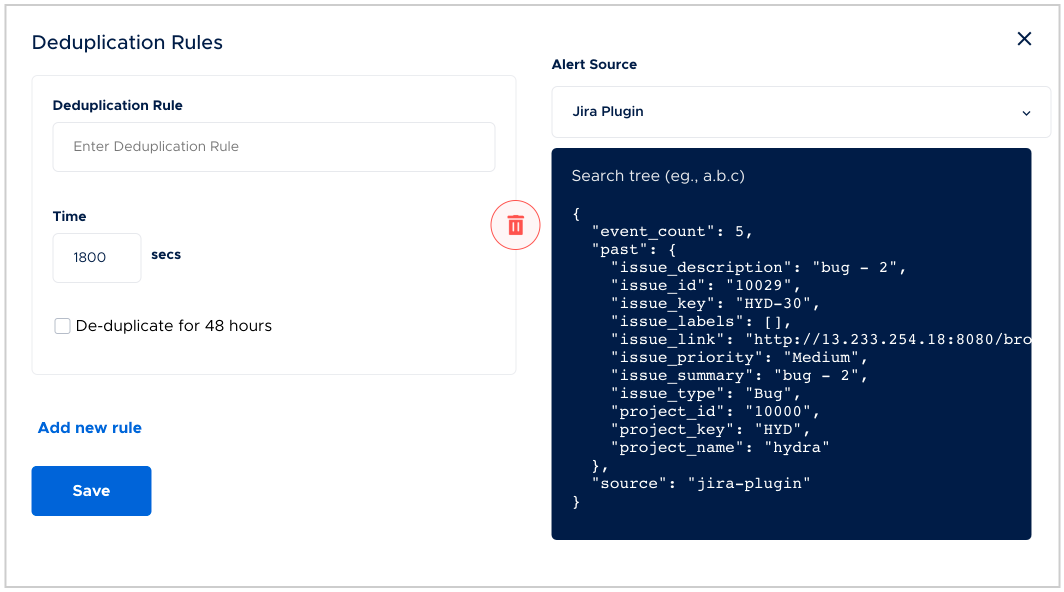 Deduplication Rules
Deduplication Rule
Enter Deduplication Rule
Time
1800 secs
De-duplicate for 48 hours
Add new rule
Save
Alert Source
Jira Plugin
Search tree (eg., a.b.c)
{
"event_count": 5,
"past": {
"issue_description": "bug - 2",
"issue_id": "10029",
"issue_key": "HYD-30",
"issue_labels": [],
"issue_link": "http://13.233.254.18:8080/bro
"issue_priority": "Medium",
"issue_summary": "bug - 2",
"issue_type": "Bug",
"project_id": "10000",
"project_key": "HYD",
"project_name": "hydra"
},
"source": "jira-plugin"
}